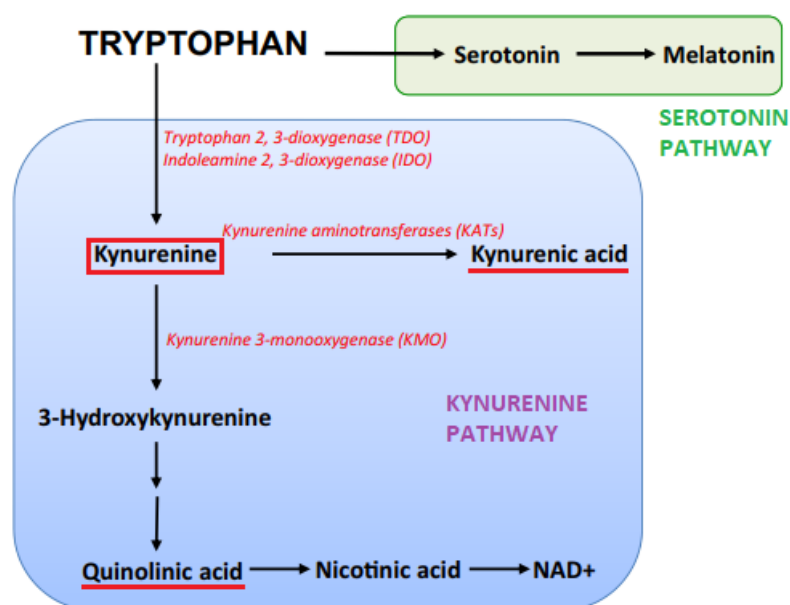 TRYPTOPHAN
Serotonin
Melatonin
SEROTONIN
PATHWAY
Tryptophan 2, 3-dioxygenase (TDO)
Indoleamine 2, 3-dioxygenase (IDO)
Kynurenine aminotransferases (KATs)
Kynurenine
Kynurenic acid
Kynurenine 3-monooxygenase (KMO)
3-Hydroxykynurenine
KYNURENINE
PATHWAY
Quinolinic acid
Nicotinic acid
NAD+